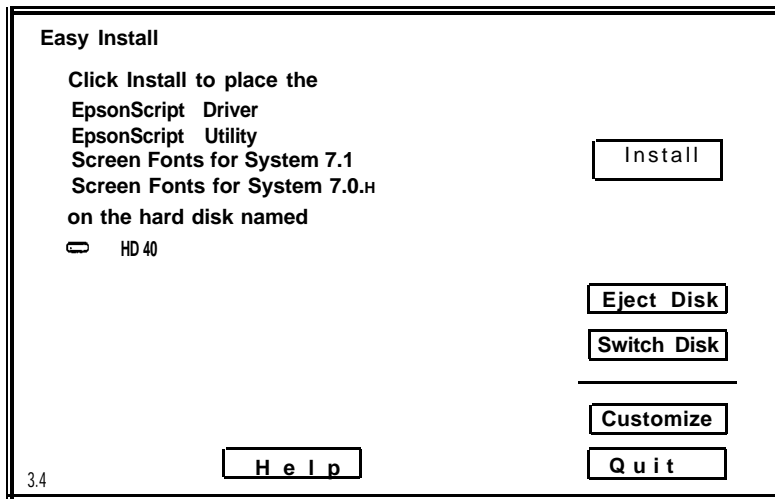 Easy Install
Click Install to place the
EpsonScript Driver
EpsonScript Utility
Screen Fonts for System 7.1
Screen Fonts for System 7.0.H
on the hard disk named
HD 40
Install
Eject Disk
Switch Disk
Customize
3.4
Help
Quit